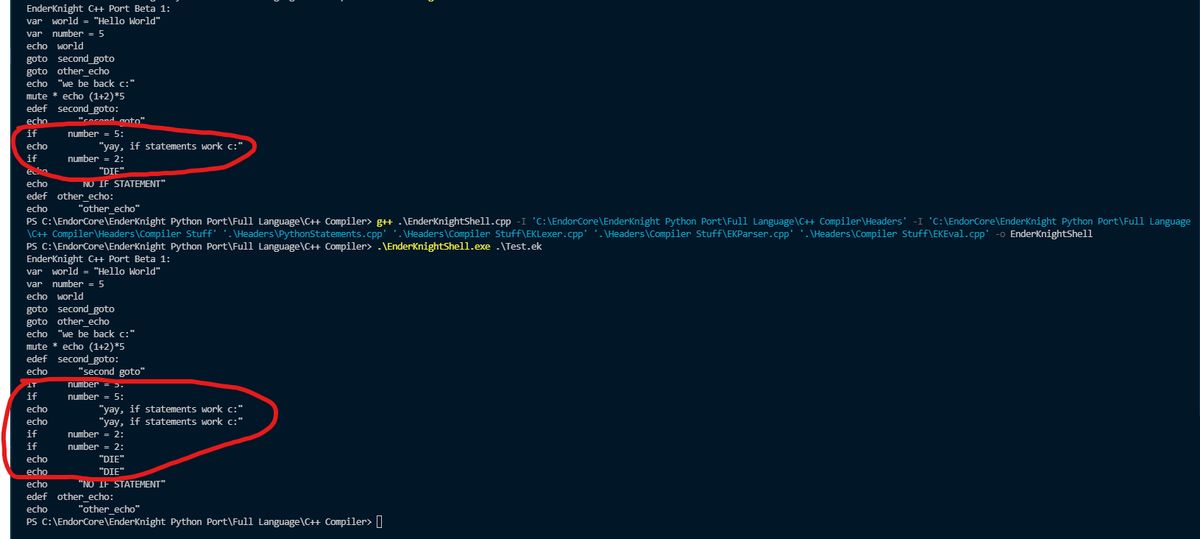 EnderKnight C++ Port Beta 1:
var  world = "Hello World"
var  number = 5
echo  world
goto  second_goto
goto  other_echo
echo  "we be back c:"
mute * echo (1+2)*5
edef  second_goto:
echo      "second goto"
if      number = 5:
echo          "yay, if statements work c:"
if      number = 2:
echo          "DIE"
echo      "NO IF STATEMENT"
edef  other_echo:
echo      "other_echo"
PS C:\EndorCore\EnderKnight Python Port\Full Language\C++ Compiler> g++ .\EnderKnightShell.cpp -I 'C:\EndorCore\EnderKnight Python Port\Full Language\C++ Compiler\Headers' -I 'C:\EndorCore\EnderKnight Python Port\Full Language
\C++ Compiler\Headers\Compiler Stuff' '.\Headers\PythonStatements.cpp' '.\Headers\Compiler Stuff\EKLexer.cpp' '.\Headers\Compiler Stuff\EKParser.cpp' '.\Headers\Compiler Stuff\EKEval.cpp' -o EnderKnightShell
PS C:\EndorCore\EnderKnight Python Port\Full Language\C++ Compiler> .\EnderKnightShell.exe .\Test.ek
EnderKnight C++ Port Beta 1:
var  world = "Hello World"
var  number = 5
echo  world
goto  second_goto
goto  other_echo
echo  "we be back c:"
mute * echo (1+2)*5
edef  second_goto:
echo      "second goto"
if      number = 5:
if      number = 5:
echo          "yay, if statements work c:"
echo          "yay, if statements work c:"
if      number = 2:
if      number = 2:
echo          "DIE"
echo          "DIE"
echo      "NO IF STATEMENT"
edef  other_echo:
echo      "other_echo"
PS C:\EndorCore\EnderKnight Python Port\Full Language\C++ Compiler>